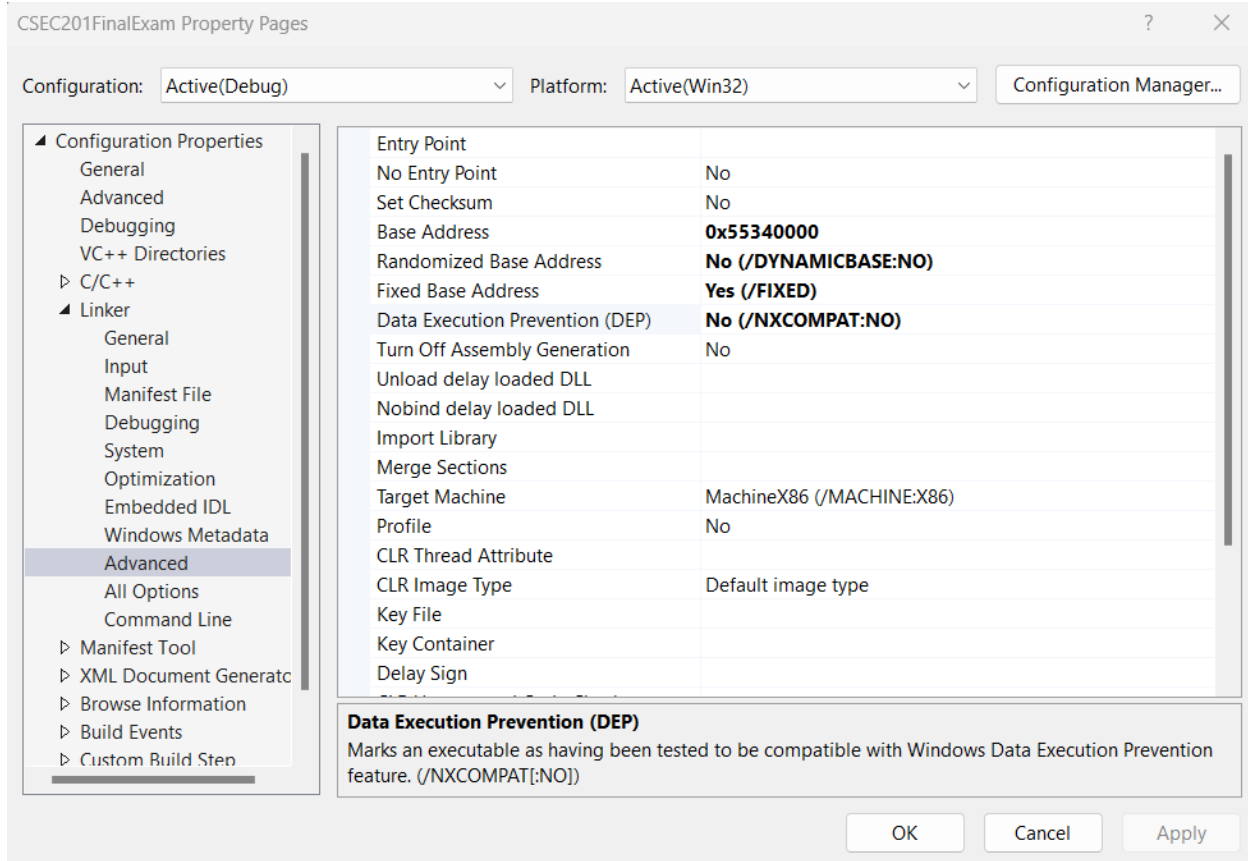 CSEC201FinalExam Property Pages ? ×
Configuration: Active(Debug) Platform: Active(Win32) Configuration Manager...
Configuration Properties
General
Advanced
Debugging
VC++ Directories
C/C++
Linker
General
Input
Manifest File
Debugging
System
Optimization
Embedded IDL
Windows Metadata
Advanced
All Options
Command Line
Manifest Tool
XML Document Generato
Browse Information
Build Events
Custom Build Step
Entry Point
No Entry Point No
Set Checksum No
Base Address 0x55340000
Randomized Base Address No (/DYNAMICBASE:NO)
Fixed Base Address Yes (/FIXED)
Data Execution Prevention (DEP) No (/NXCOMPAT:NO)
Turn Off Assembly Generation No
Unload delay loaded DLL
Nobind delay loaded DLL
Import Library
Merge Sections
Target Machine MachineX86 (/MACHINE:X86)
Profile No
CLR Thread Attribute
CLR Image Type Default image type
Key File
Key Container
Delay Sign
Data Execution Prevention (DEP)
Marks an executable as having been tested to be compatible with Windows Data Execution Prevention
feature. (/NXCOMPAT[:NO])
OK Cancel Apply